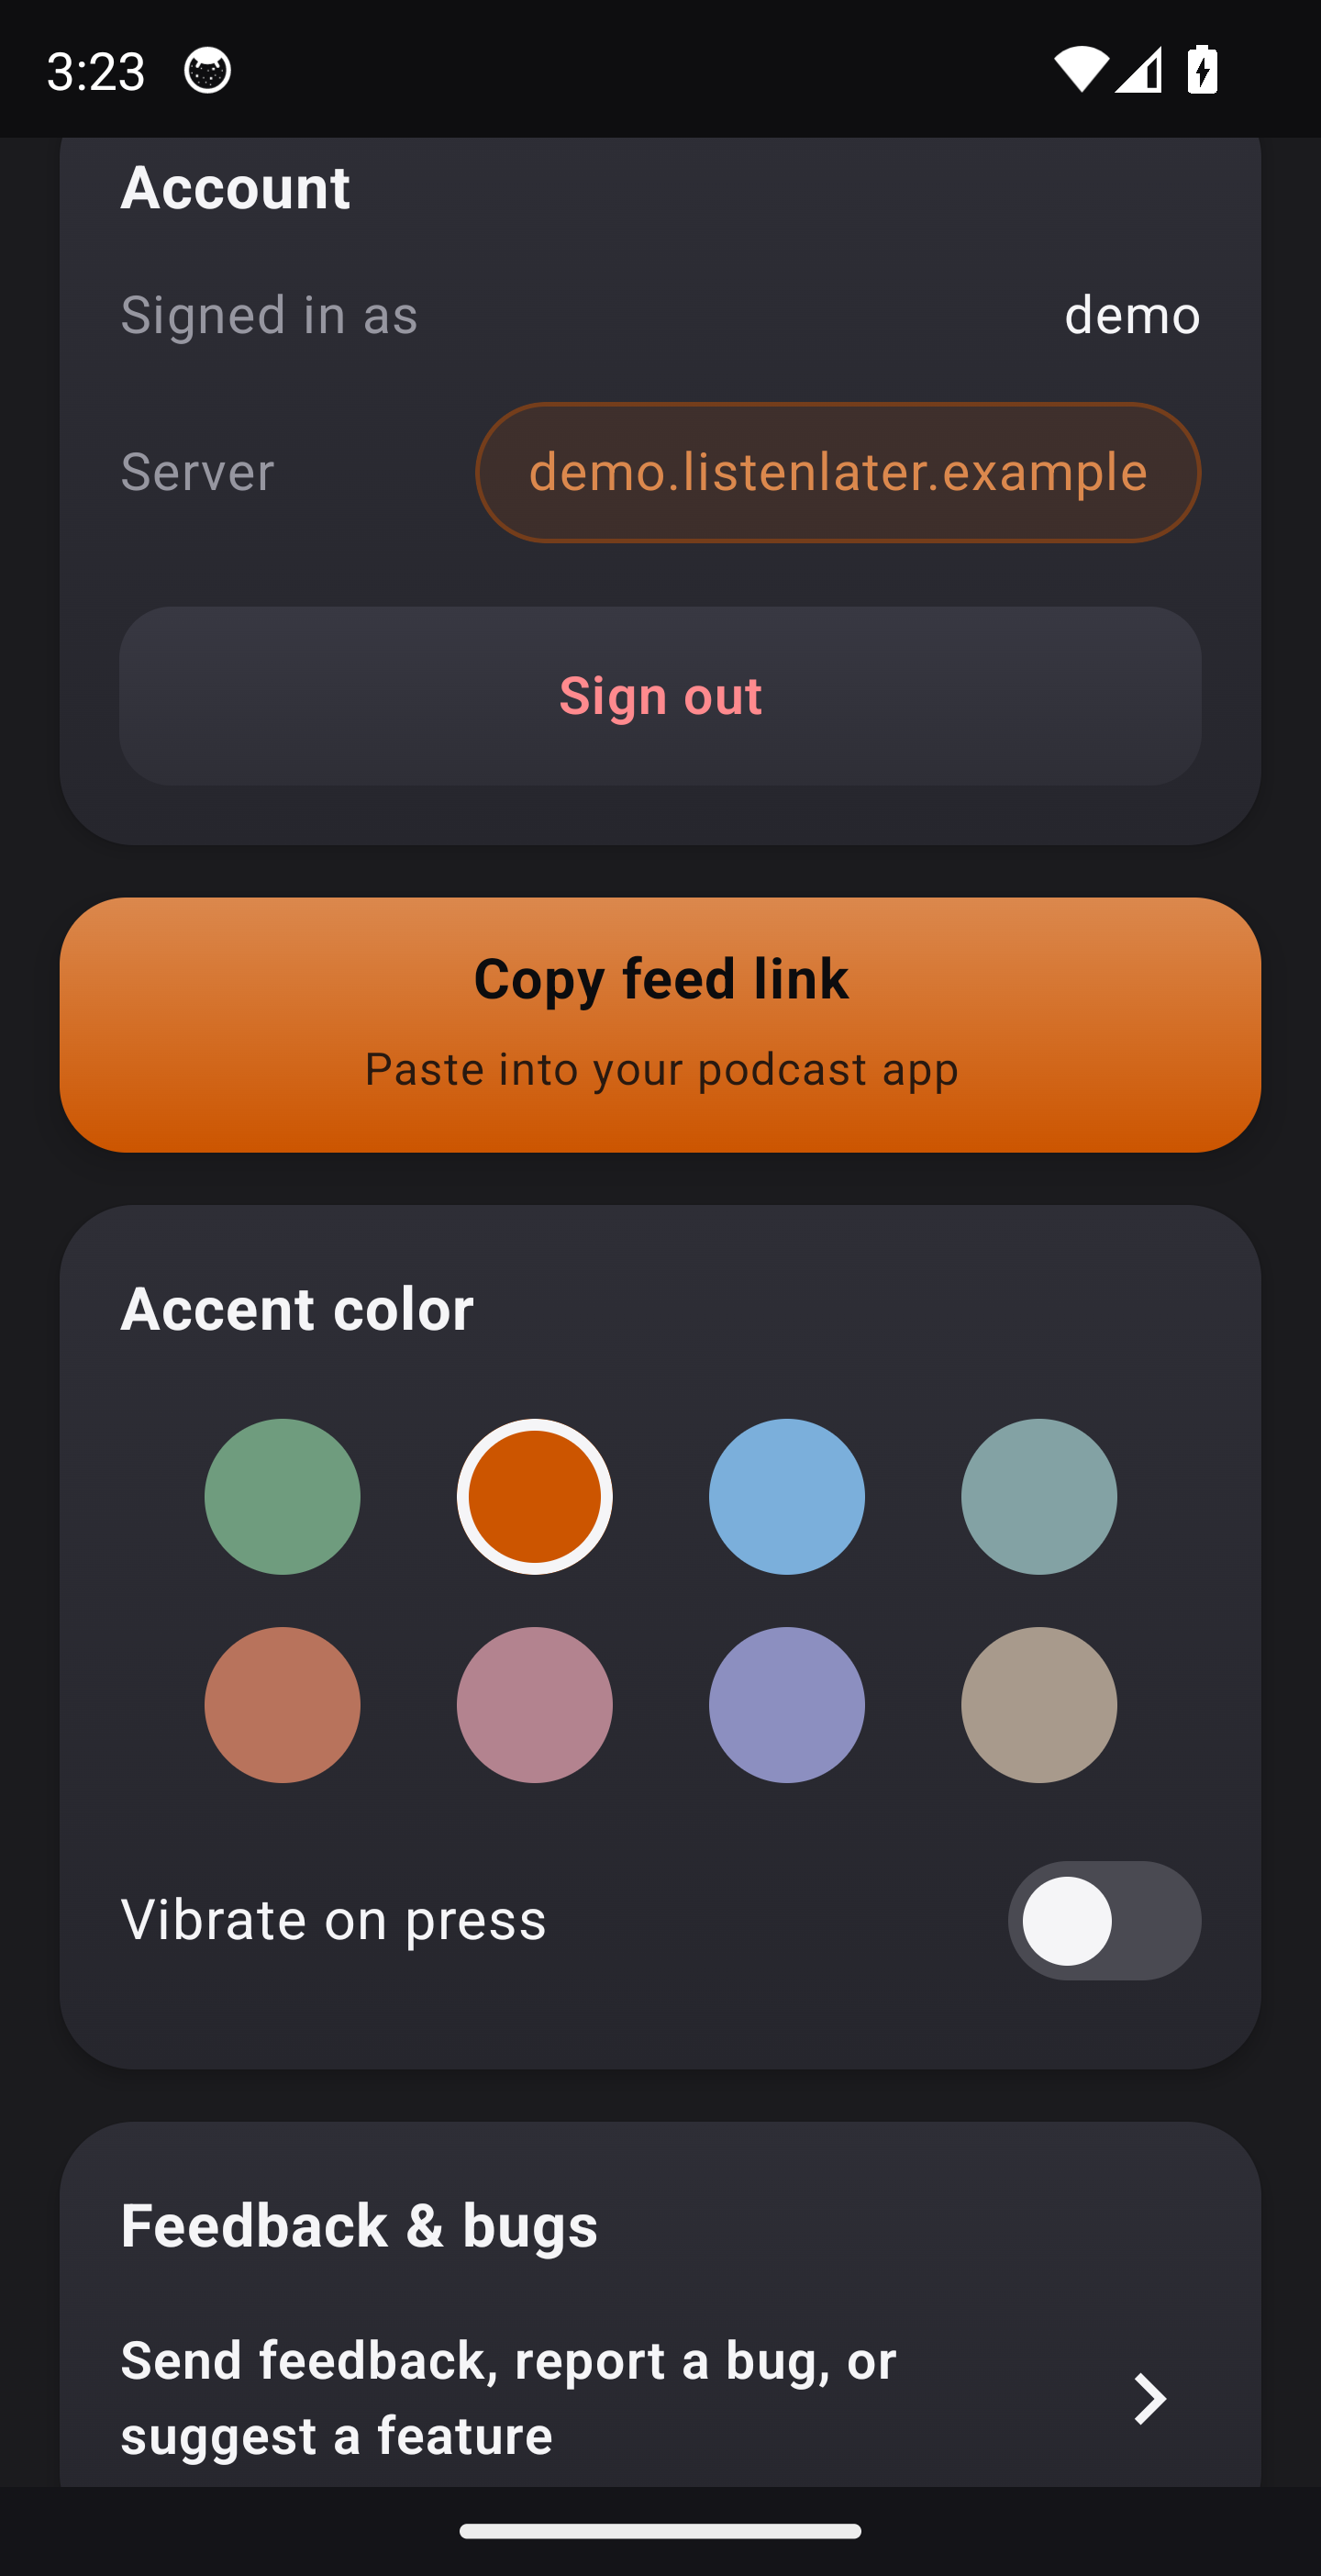 3:23
Account
Signed in as
demo
Server
demo.listenlater.example
Sign out
Copy feed link
Paste into your podcast app
Accent color
Vibrate on press
Feedback & bugs
Send feedback, report a bug, or
suggest a feature